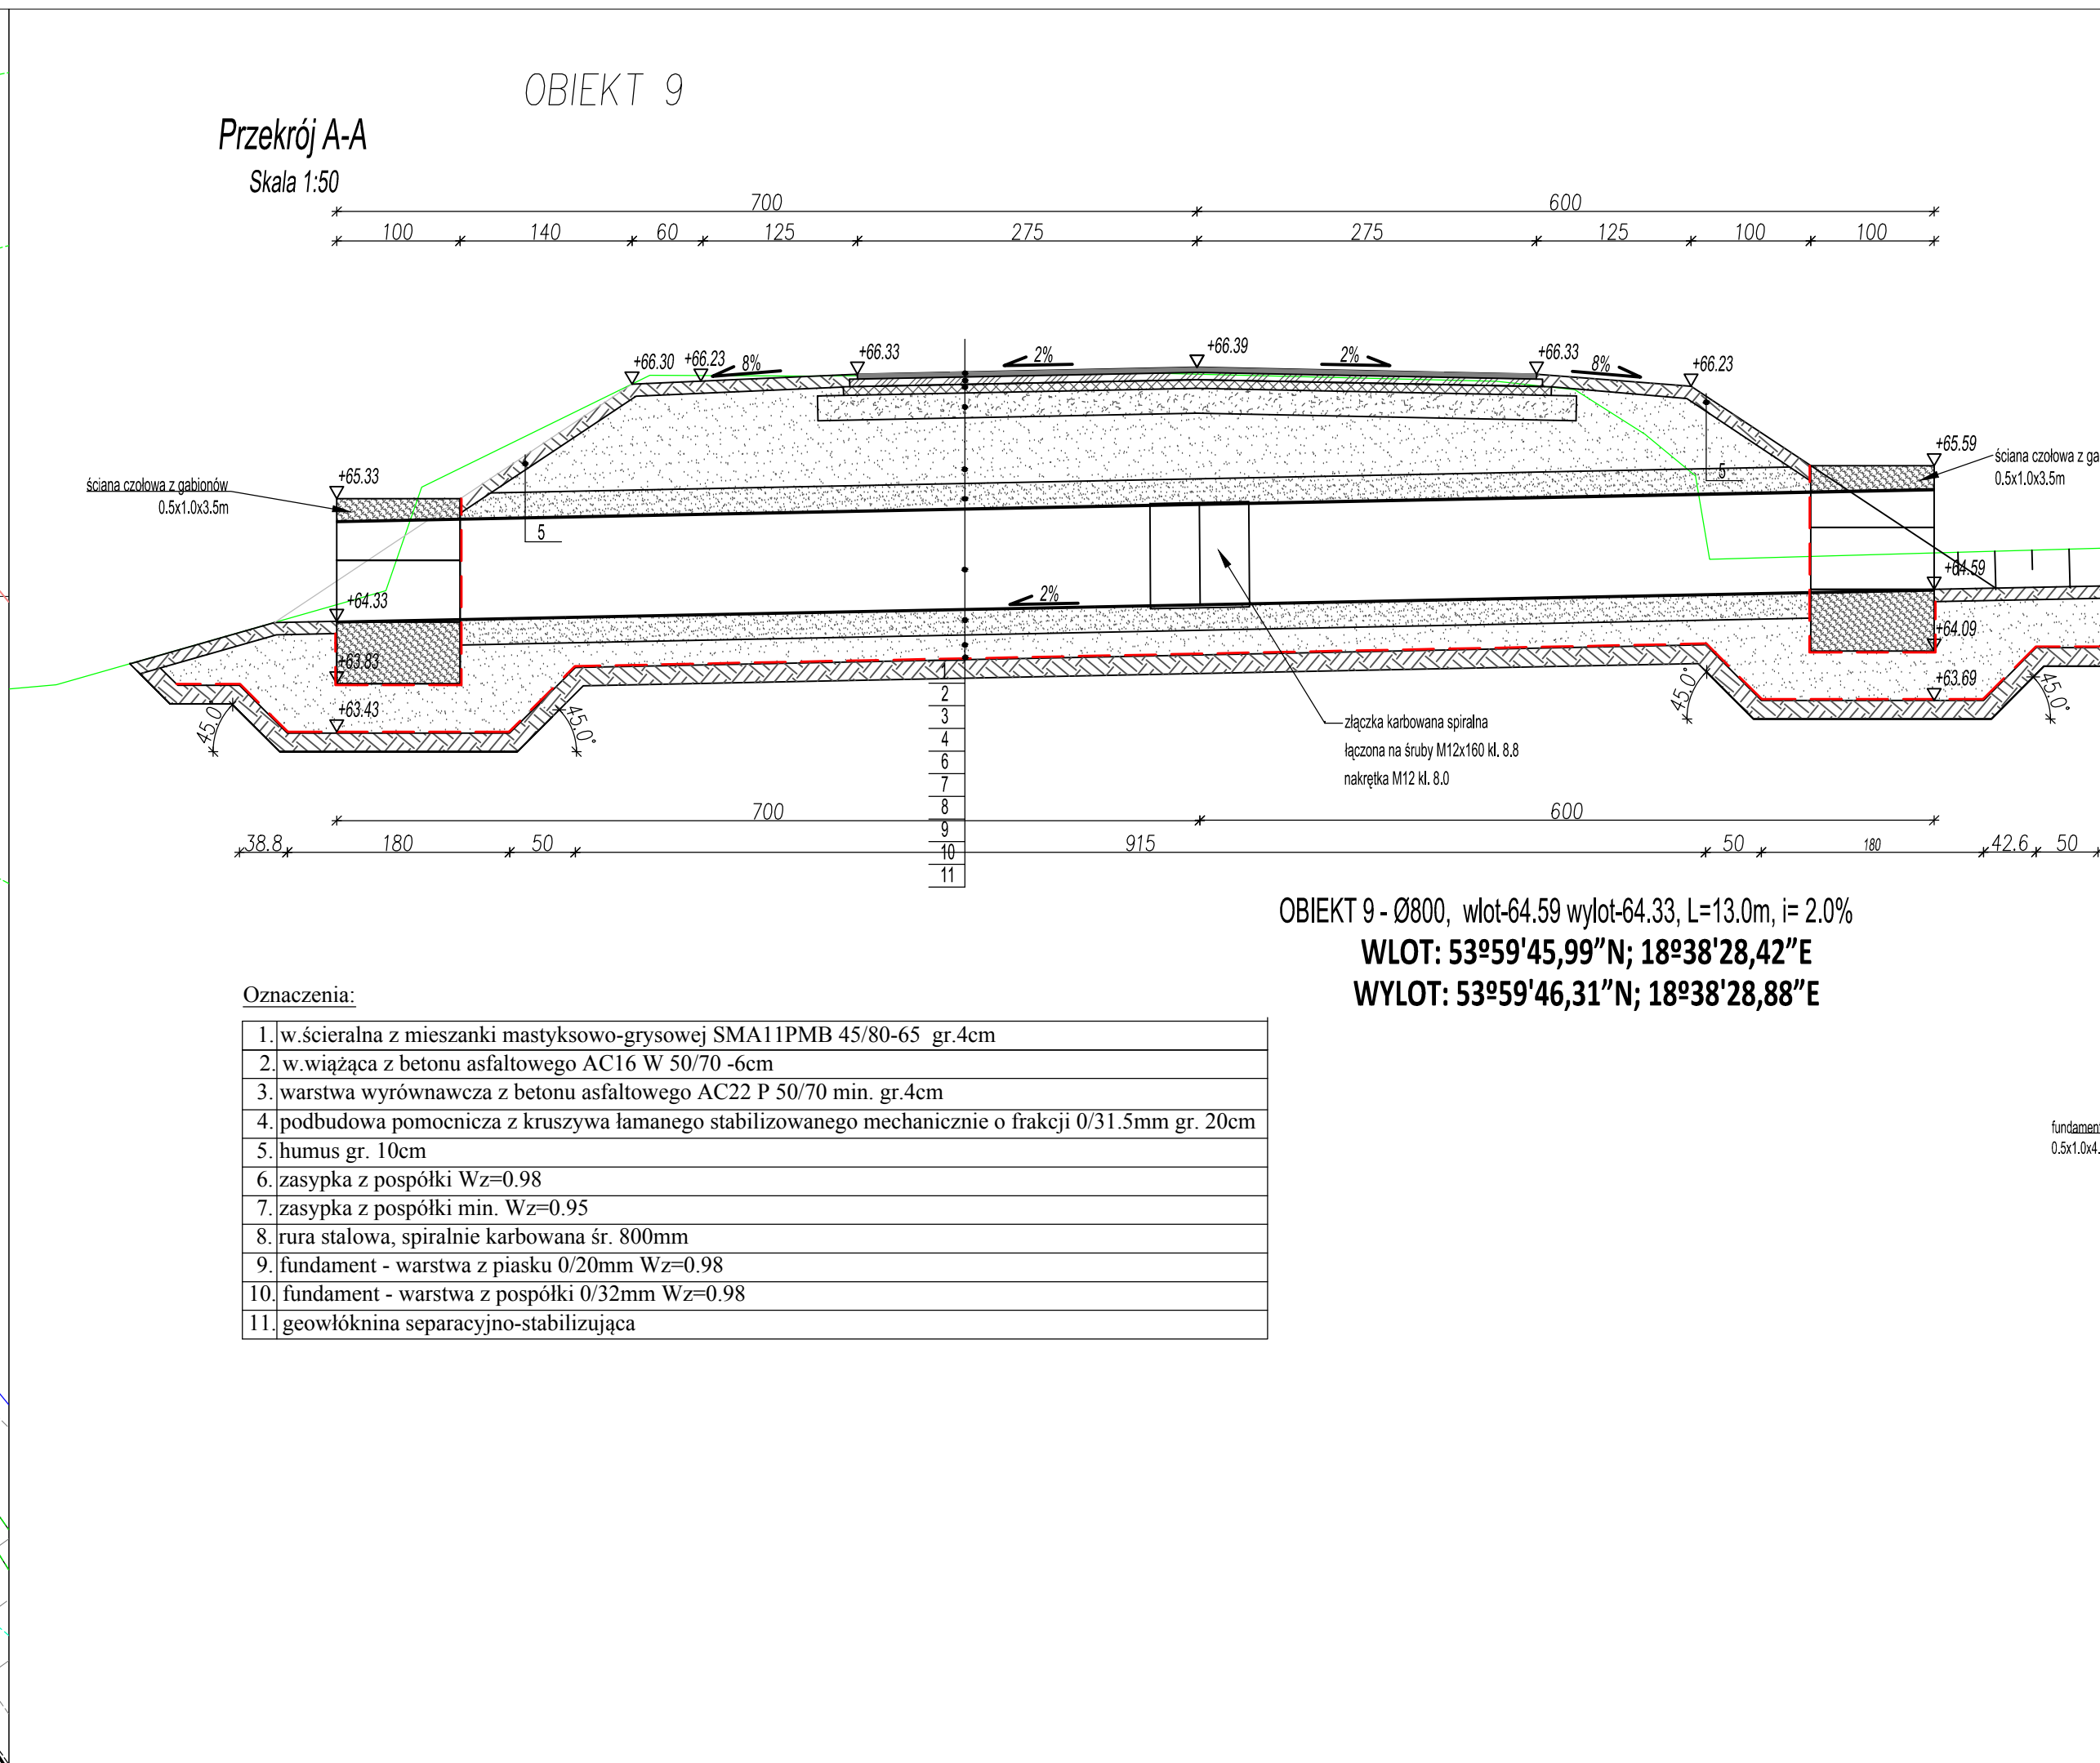 OBIEKT 9
Przekrój A-A
Skala 1:50
700 600
100 140 60 125 275 275 125 100 100
+66.30 +66.23 8% +66.33 2% +66.39 2% +66.33 8% +66.23
+65.33
+65.59
ściana czołowa z gabionów
0.5x1.0x3.5m
ściana czołowa z ga
0.5x1.0x3.5m
5
5
2%
+64.33
+64.59
+63.83
+64.09
+63.43
+63.69
45.0° 45.0° 45.0° 45.0°
1
2
3
4
6
7
8
9
10
11
złączka karbowana spiralna
łączona na śruby M12x160 kl. 8.8
nakrętka M12 kl. 8.0
700 600
38.8 180 50 915 50 180 42.6 50
OBIEKT 9 - Ø800, wlot-64.59 wylot-64.33, L=13.0m, i= 2.0%
WLOT: 53º59'45,99”N; 18º38'28,42”E
WYLOT: 53º59'46,31”N; 18º38'28,88”E
Oznaczenia:
1. w.ścieralna z mieszanki mastyksowo-grysowej SMA11PMB 45/80-65 gr.4cm
2. w.wiążąca z betonu asfaltowego AC16 W 50/70 -6cm
3. warstwa wyrównawcza z betonu asfaltowego AC22 P 50/70 min. gr.4cm
4. podbudowa pomocnicza z kruszywa łamanego stabilizowanego mechanicznie o frakcji 0/31.5mm gr. 20cm
5. humus gr. 10cm
6. zasypka z pospółki Wz=0.98
7. zasypka z pospółki min. Wz=0.95
8. rura stalowa, spiralnie karbowana śr. 800mm
9. fundament - warstwa z piasku 0/20mm Wz=0.98
10. fundament - warstwa z pospółki 0/32mm Wz=0.98
11. geowłóknina separacyjno-stabilizująca
fundament
0.5x1.0x4.